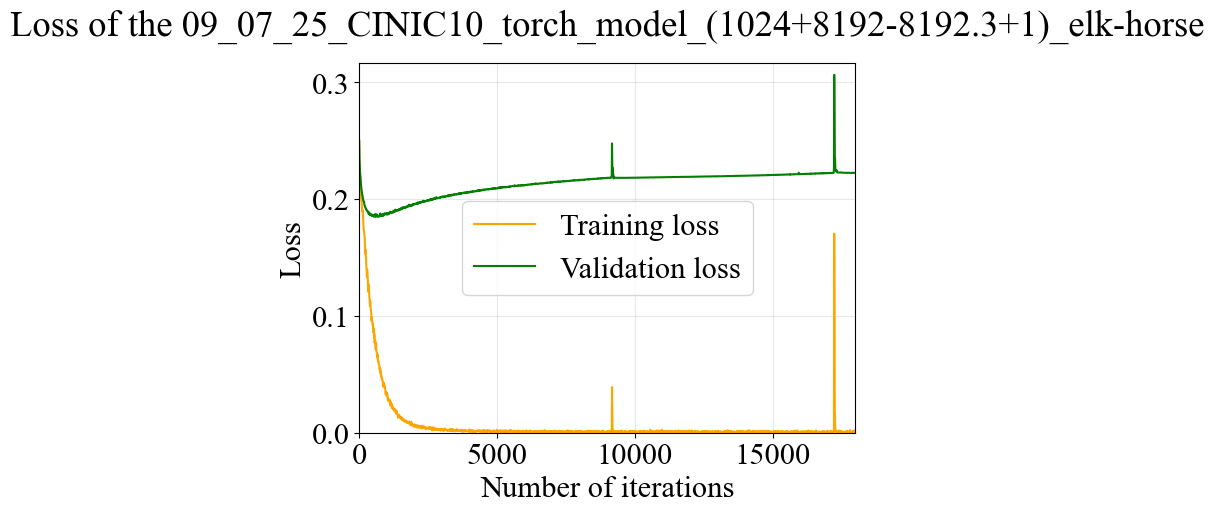 Loss of the 09_07_25_CINIC10_torch_model_(1024+8192-8192.3+1)_elk-horse
0.3
0.2
0.1
0.0
Loss
Training loss
Validation loss
0
5000
10000
15000
Number of iterations